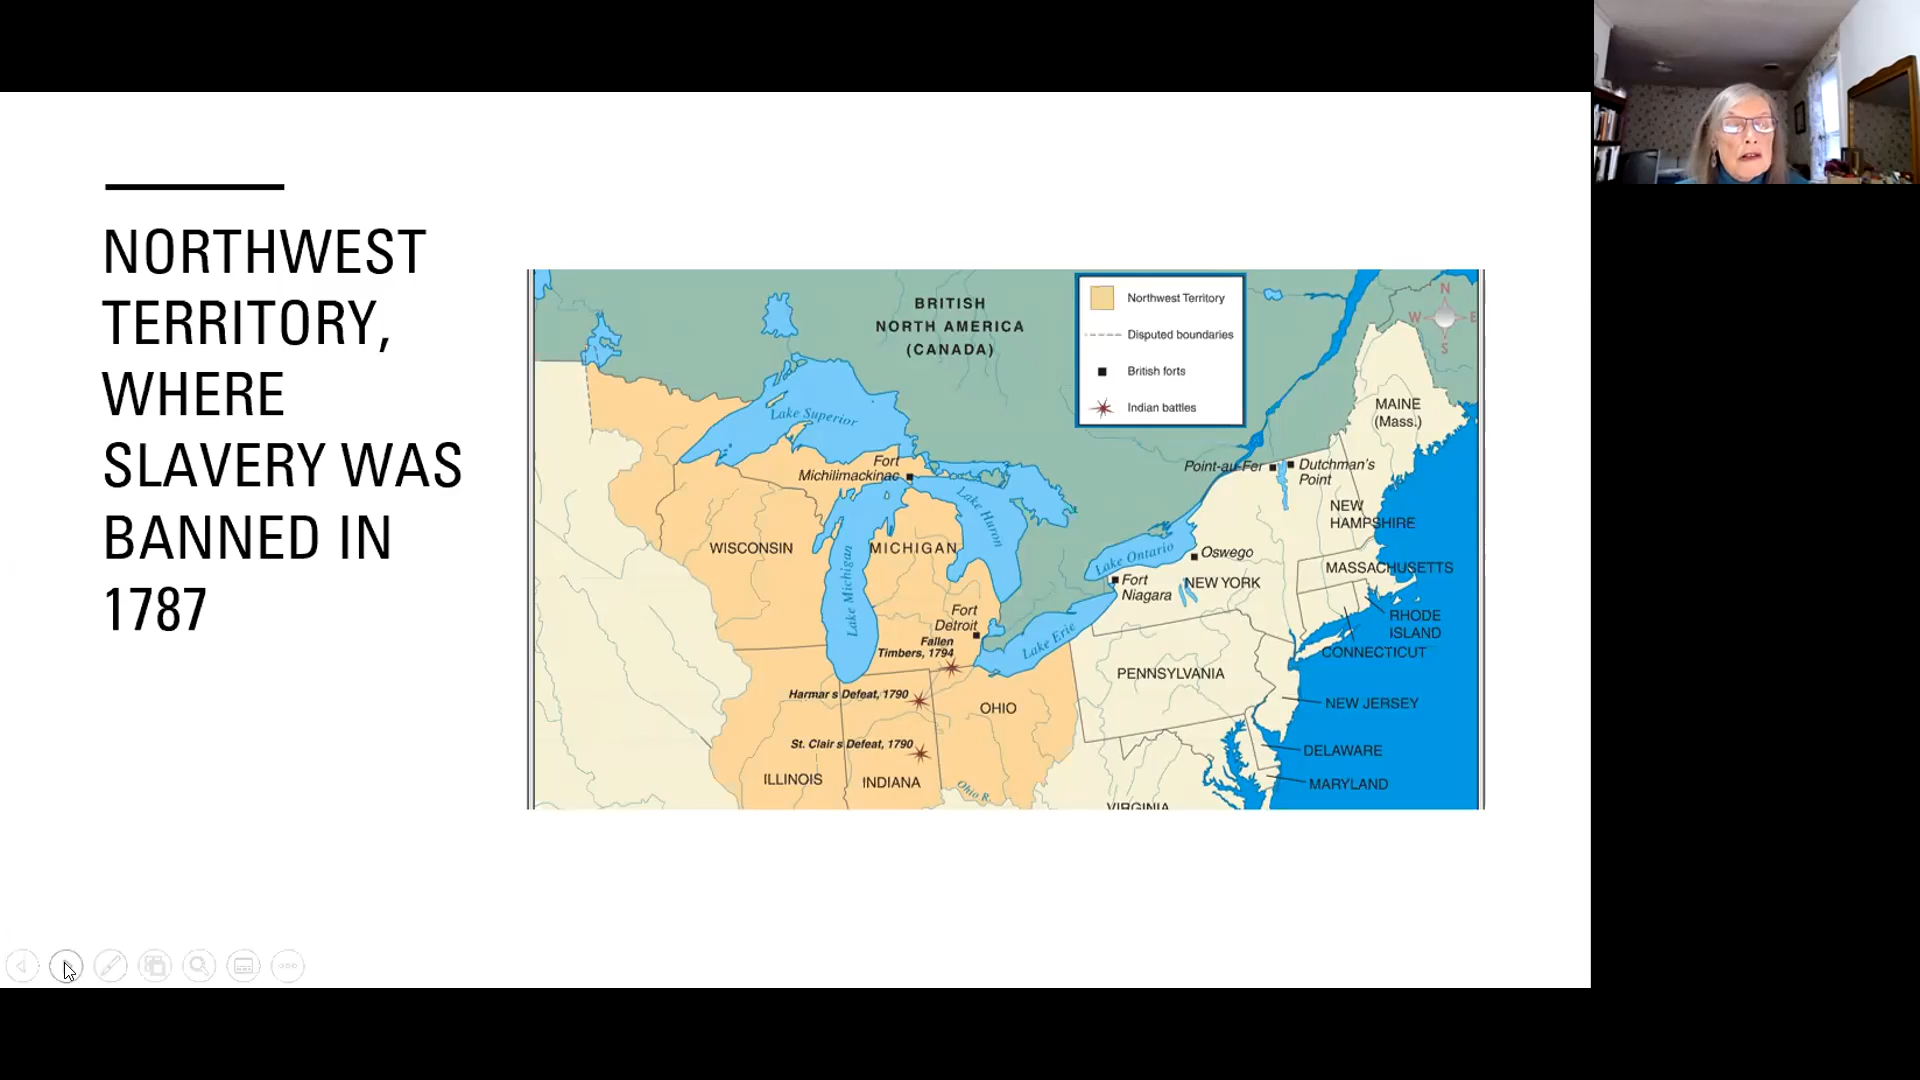 NORTHWEST
TERRITORY,
WHERE
SLAVERY WAS
BANNED IN
1787
BRITISH
NORTH AMERICA
(CANADA)
Northwest Territory
Disputed boundaries
British forts
Indian battles
N
W
E
S
Lake Superior
MAINE
(Mass.)
Fort
Michilimackinac
Point-au-Fer
Dutchman's
Point
Lake Huron
NEW
HAMPSHIRE
WISCONSIN
MICHIGAN
Lake Michigan
Lake Ontario
Oswego
MASSACHUSETTS
Fort
Niagara
NEW YORK
Fort
Detroit
RHODE
ISLAND
Lake Erie
CONNECTICUT
Fallen
Timbers, 1794
PENNSYLVANIA
Harmar s Defeat, 1790
OHIO
NEW JERSEY
St. Clair s Defeat, 1790
DELAWARE
ILLINOIS
INDIANA
Ohio R.
MARYLAND
VIRGINIA